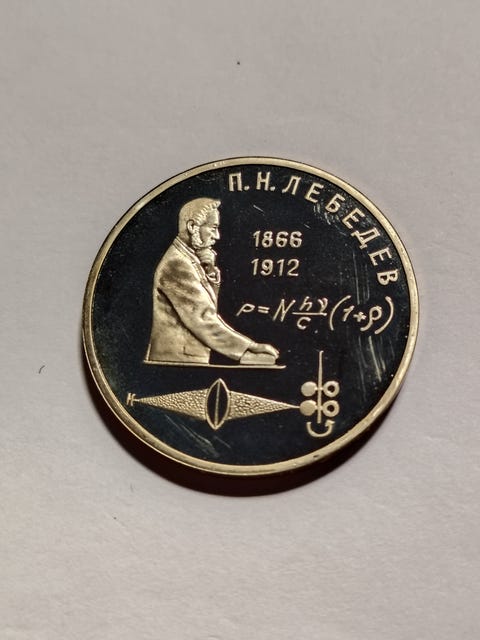 П.Н.ЛЕБЕДЕВ
1866
1912
P=N hν/c (1+ρ)
И